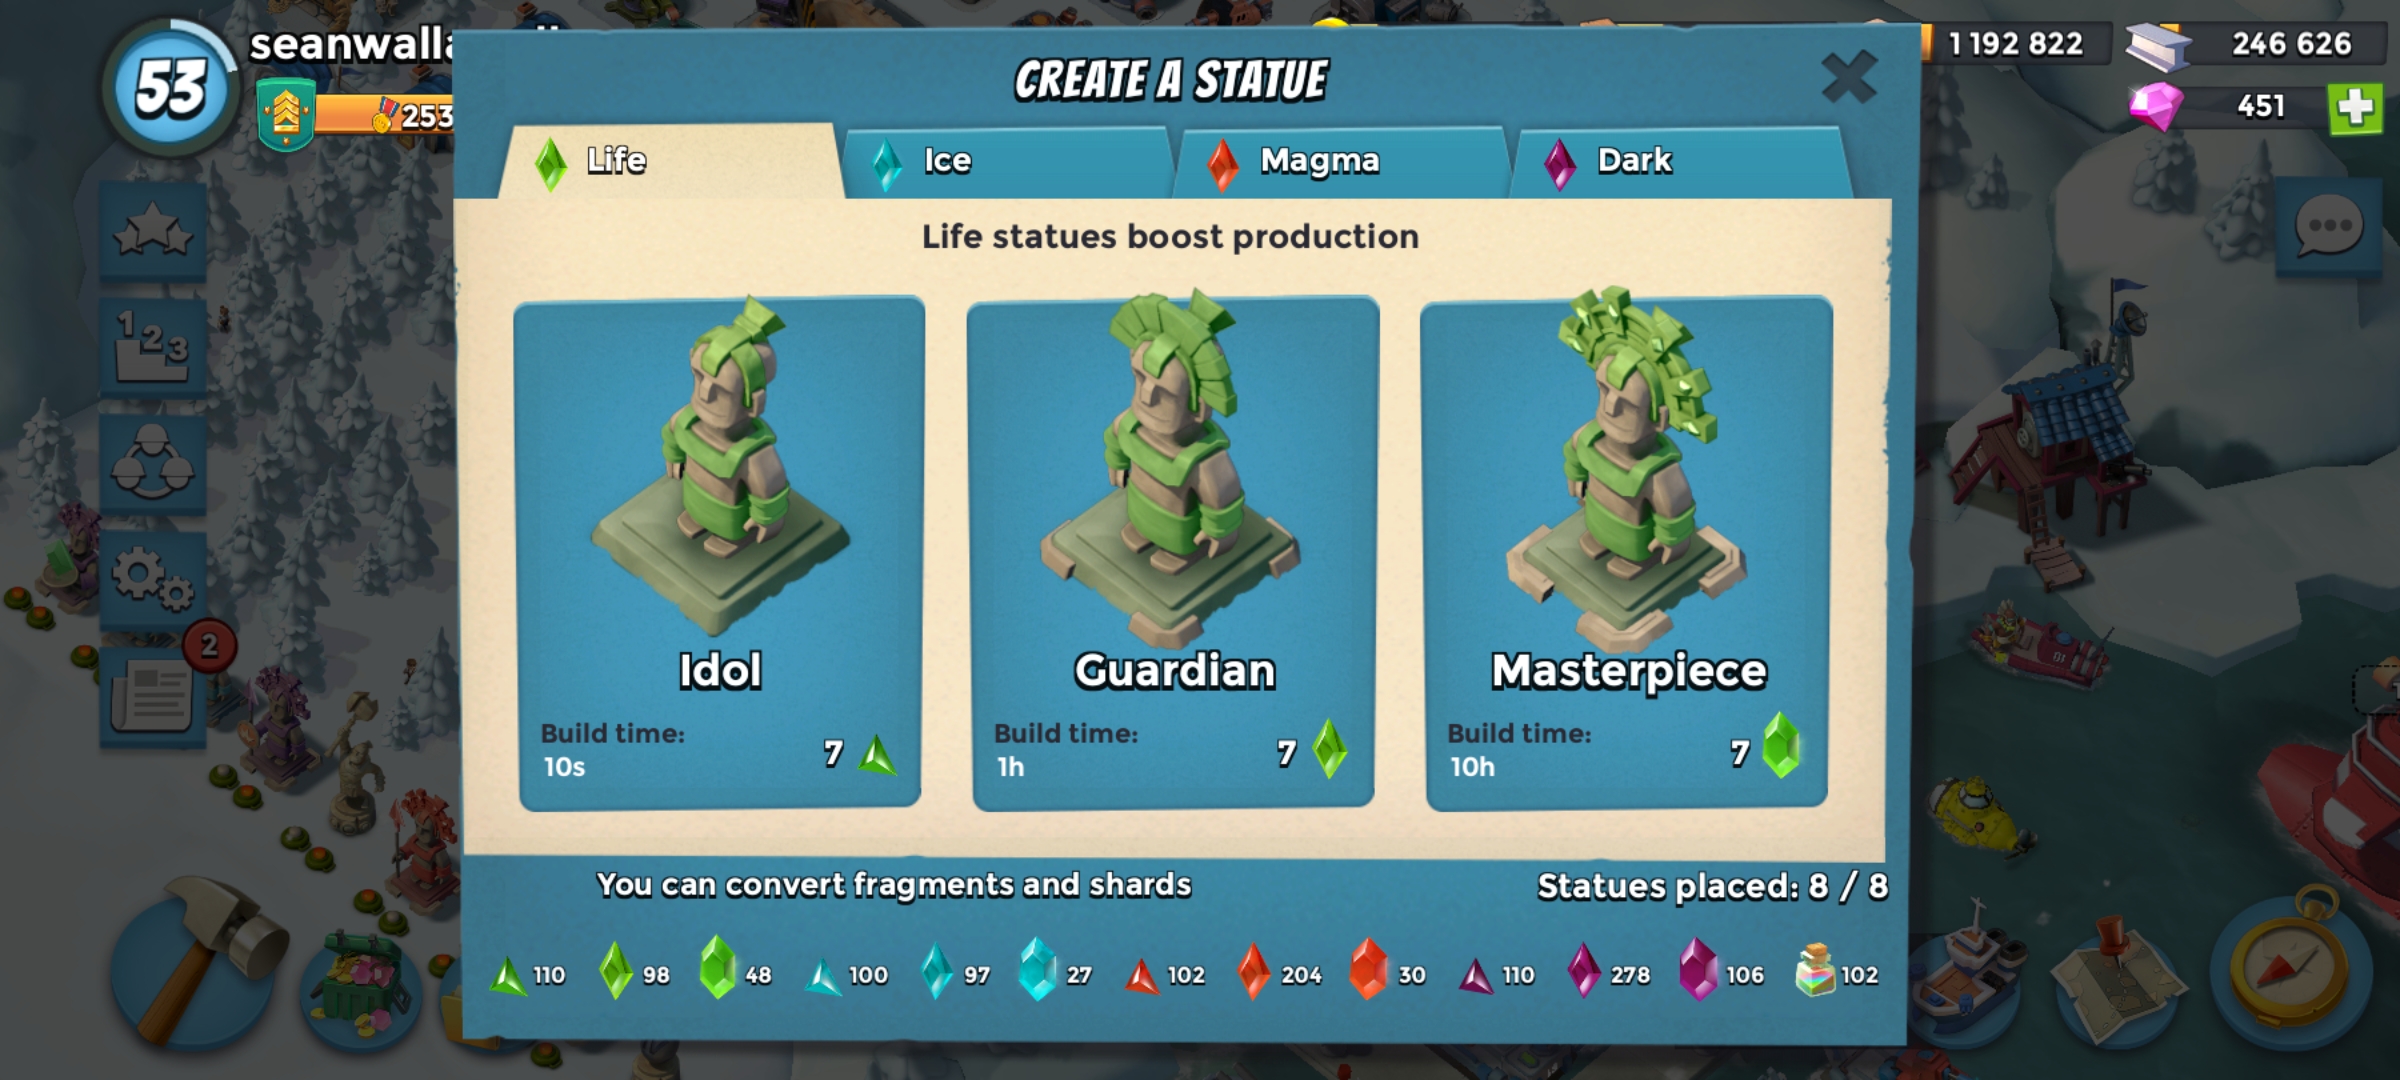 53
253
CREATE A STATUE
1 192 822
246 626
451
Life
Ice
Magma
Dark
Life statues boost production
1 2 3
2
Idol
Build time:
10s
7
Guardian
Build time:
1h
7
Masterpiece
Build time:
10h
7
You can convert fragments and shards
Statues placed: 8 / 8
110
98
48
100
97
27
102
204
30
110
278
106
102